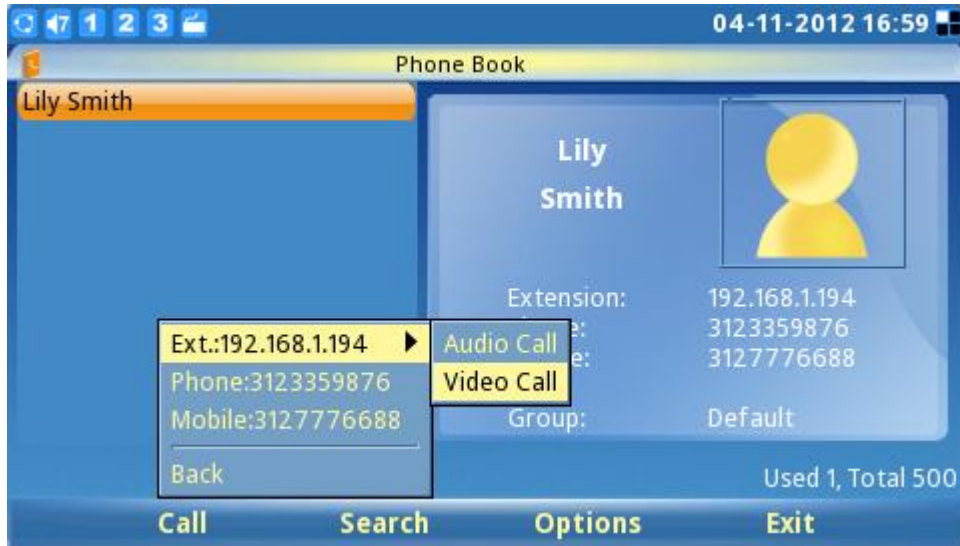 47 1 2 3 04-11-2012 16:59
Phone Book
Lily Smith
Lily
Smith
Extension: 192.168.1.194
e: 3123359876
e: 3127776688
Group: Default
Ext.:192.168.1.194
Phone:3123359876
Mobile:3127776688
Back
Audio Call
Video Call
Used 1, Total 500
Call Search Options Exit